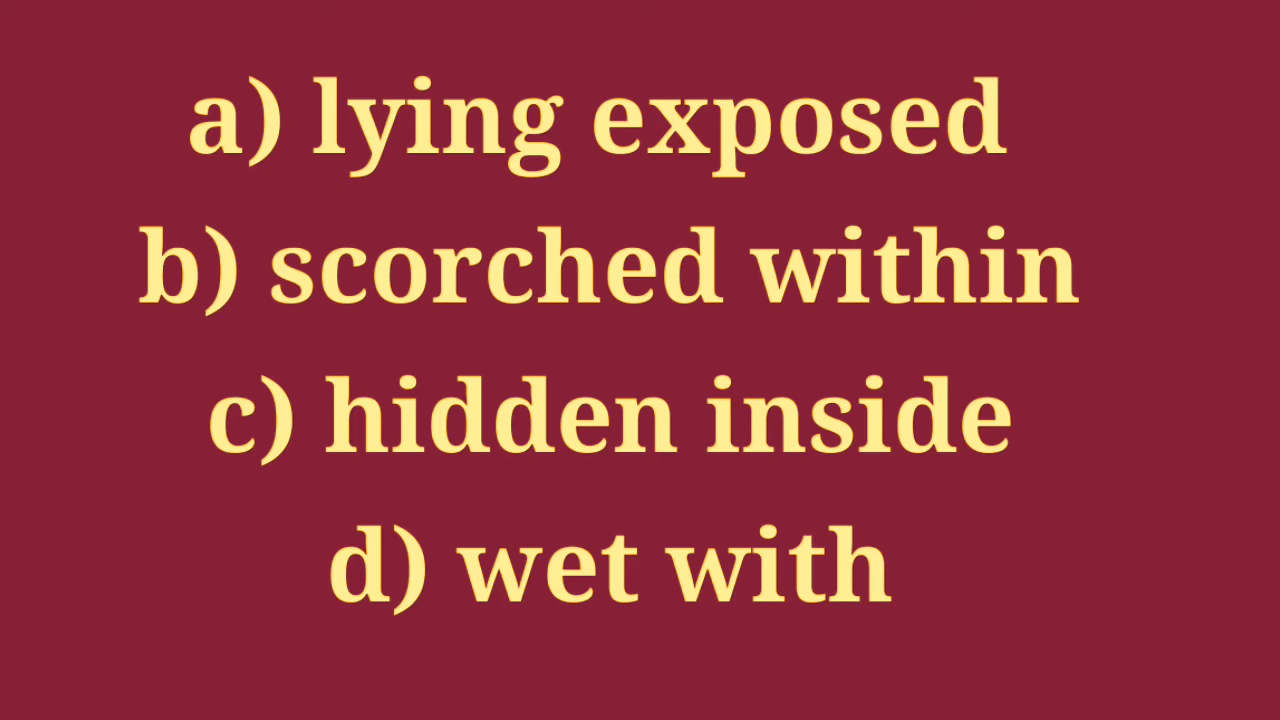 a) lying exposed
b) scorched within
c) hidden inside
d) wet with